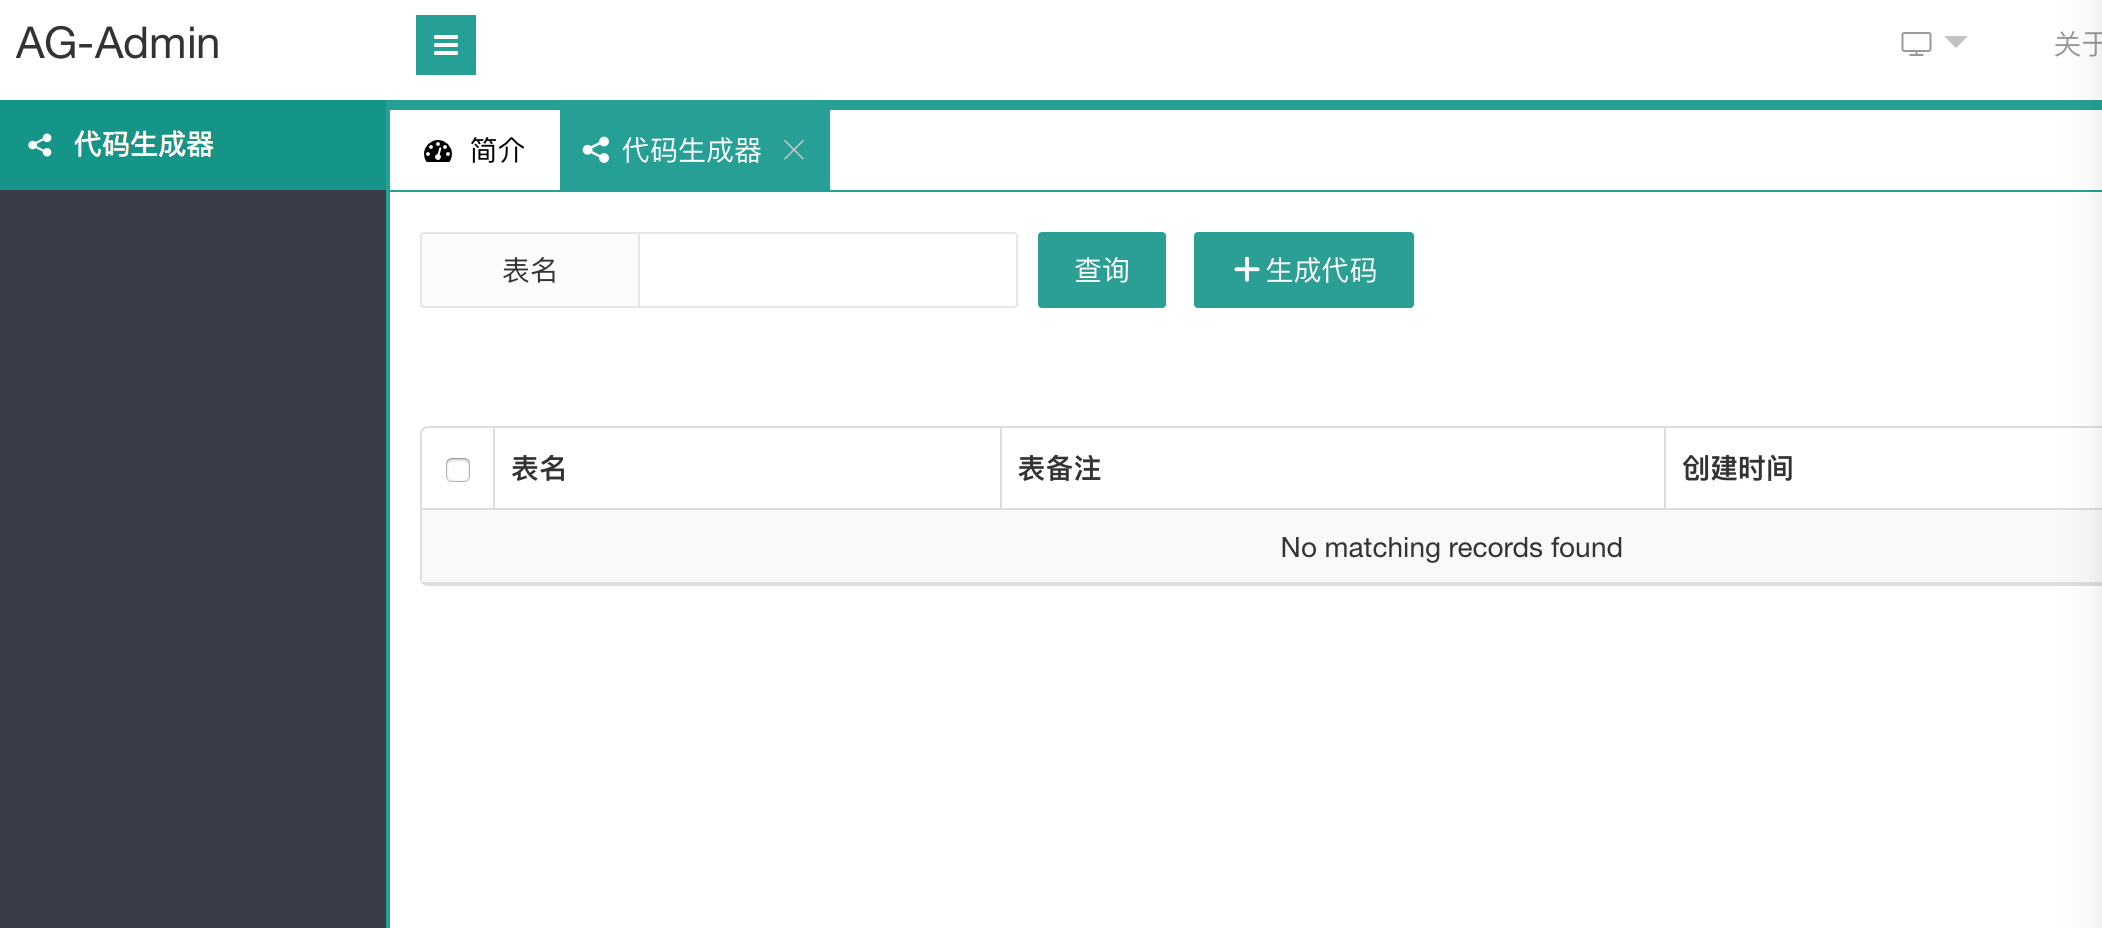 AG-Admin
关于
代码生成器
简介
代码生成器
表名
查询
生成代码
表名
表备注
创建时间
No matching records found